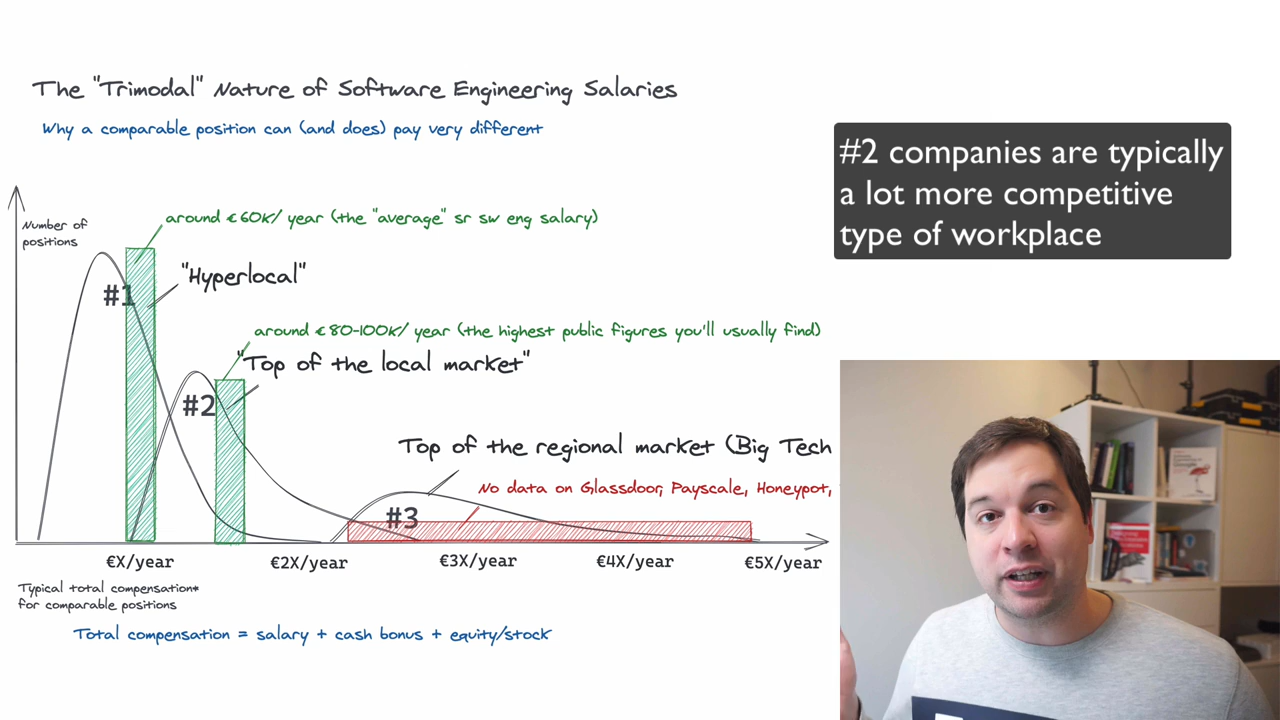 The "Trimodal" Nature of Software Engineering Salaries
Why a comparable position can (and does) pay very different
#2 companies are typically
a lot more competitive
type of workplace
Number of
positions
around €60K/ year (the "average" sr sw eng salary)
#1
"Hyperlocal"
around €80-100K/ year (the highest public figures you'll usually find)
"Top of the local market"
#2
Top of the regional market (Big Tech
No data on Glassdoor, Payscale, Honeypot,
#3
€X/year
€2X/year
€3X/year
€4X/year
€5X/year
Typical total compensation*
for comparable positions
Total compensation = salary + cash bonus + equity/stock